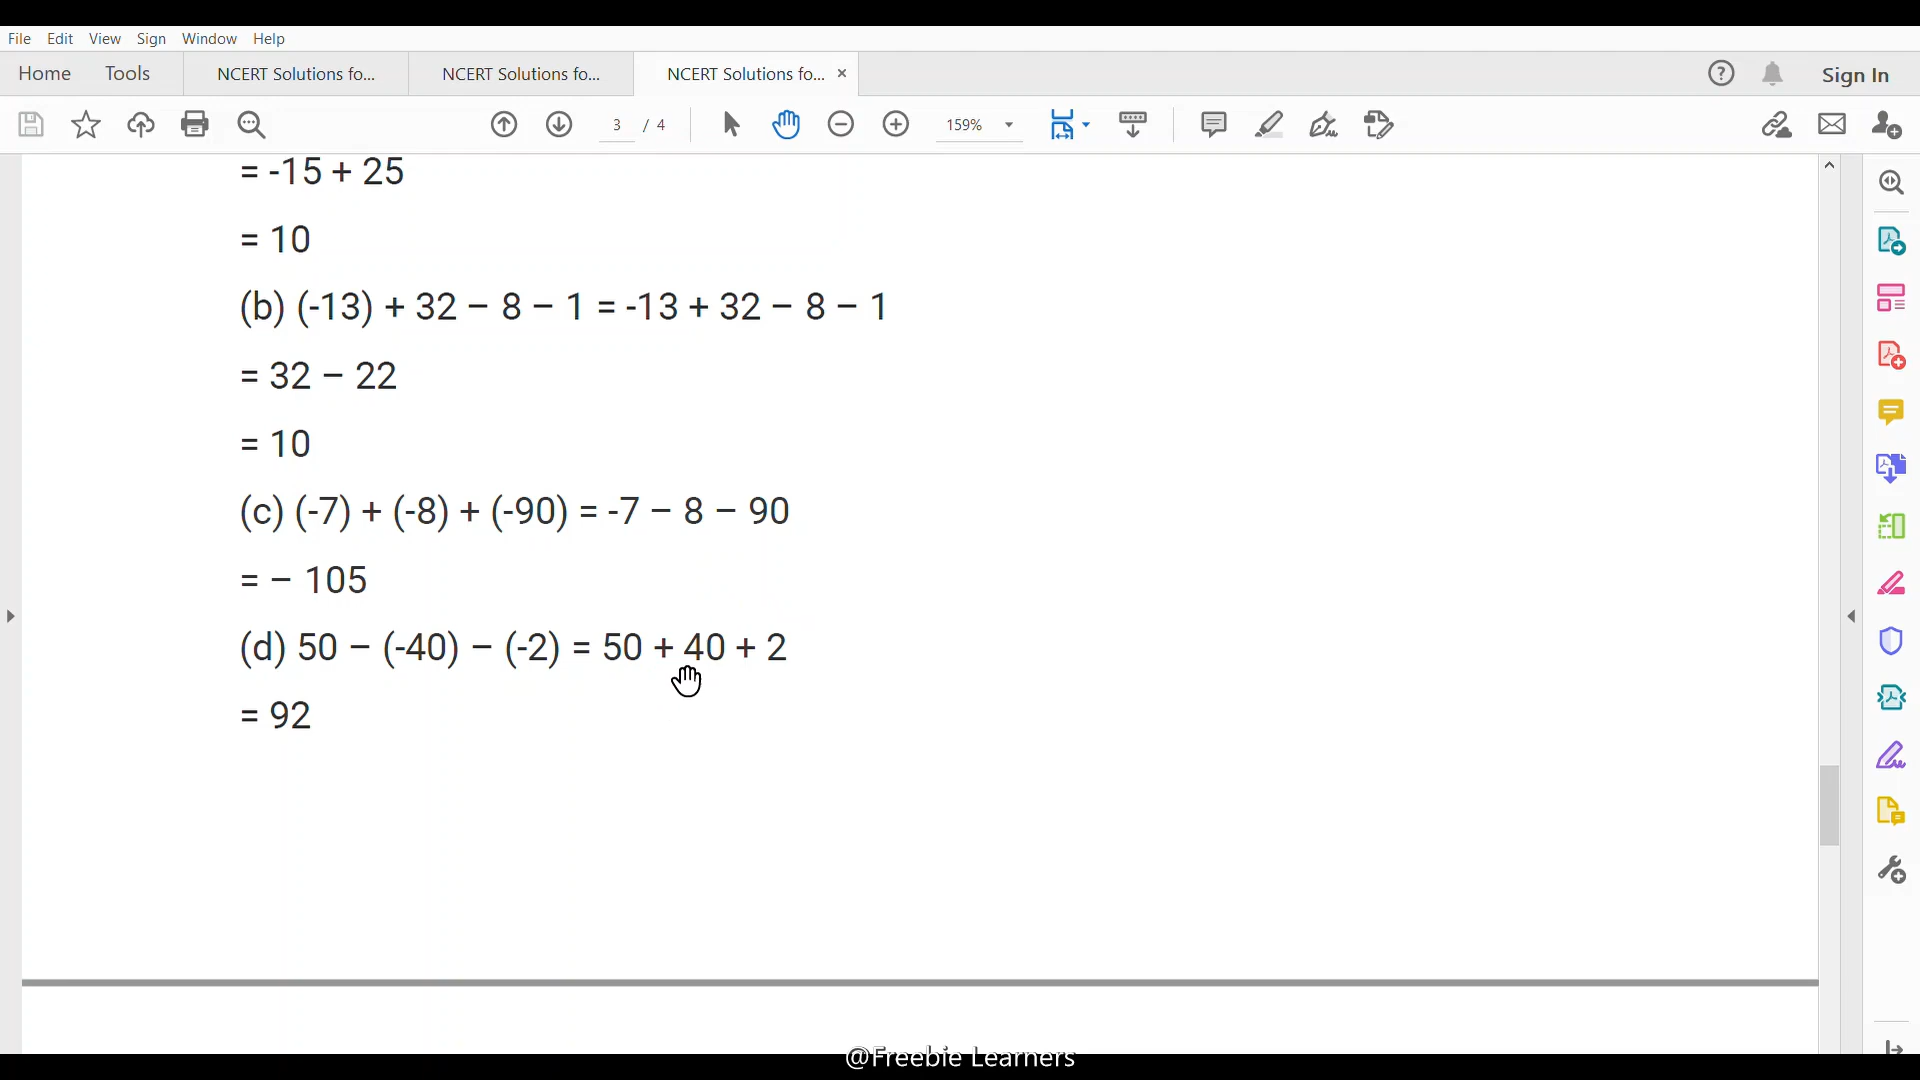 File Edit View Sign Window Help
Home Tools NCERT Solutions fo... NCERT Solutions fo... NCERT Solutions fo... × ? Sign In
3 / 4 159%
= -15 + 25
= 10
(b) (-13) + 32 – 8 – 1 = -13 + 32 – 8 – 1
= 32 – 22
= 10
(c) (-7) + (-8) + (-90) = -7 – 8 – 90
= – 105
(d) 50 – (-40) – (-2) = 50 + 40 + 2
= 92
@Freebie Learners